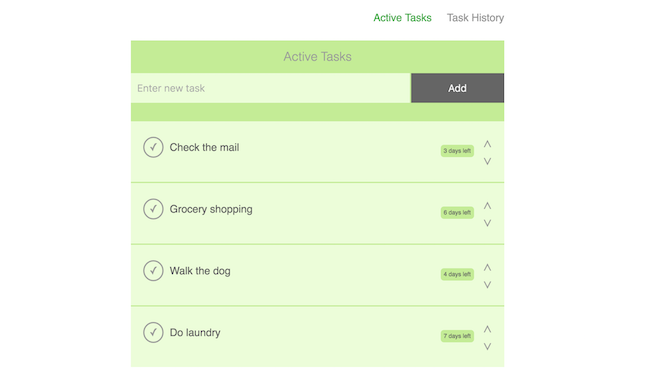 Active Tasks Task History
Active Tasks
Enter new task Add
Check the mail 3 days left
Grocery shopping 6 days left
Walk the dog 4 days left
Do laundry 7 days left